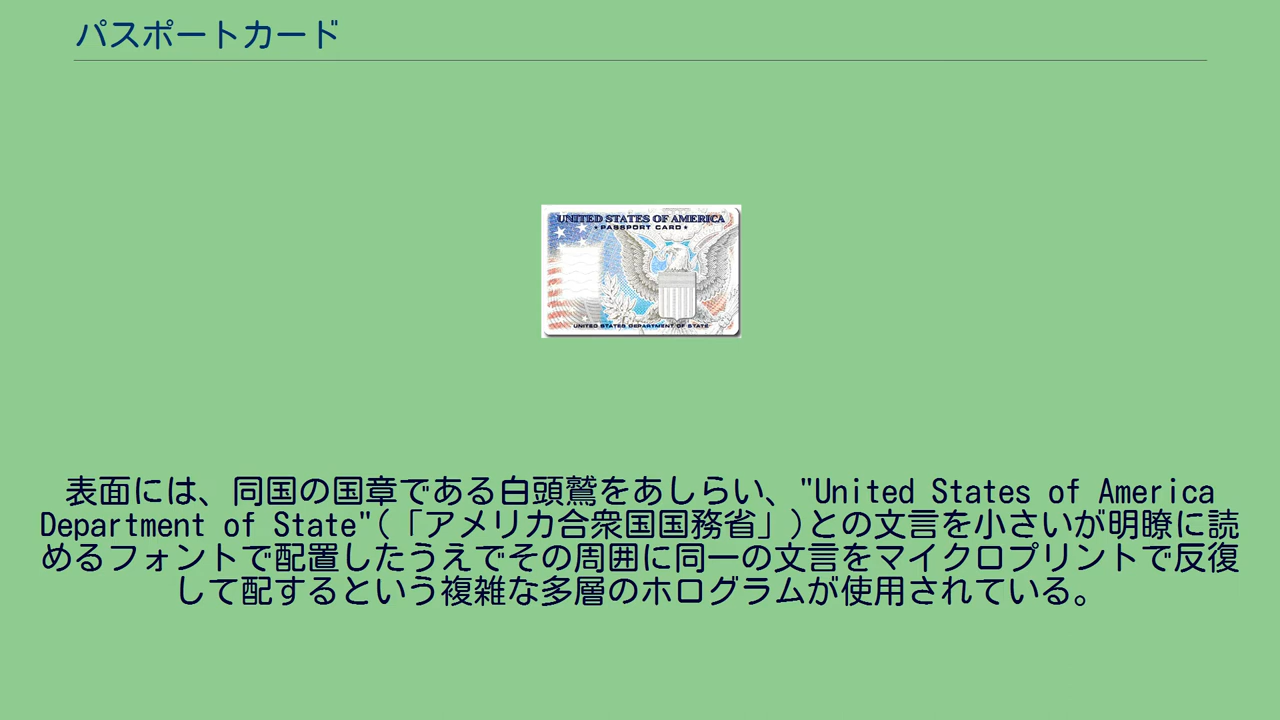 パスポートカード
UNITED STATES OF AMERICA
★PASSPORT CARD★
UNITED STATES DEPARTMENT OF STATE
表面には、同国の国章である白頭鷲をあしらい、"United States of America
Department of State"(「アメリカ合衆国国務省」)との文言を小さいが明瞭に読
めるフォントで配置したうえでその周囲に同一の文言をマイクロプリントで反復
して配するという複雑な多層のホログラムが使用されている。